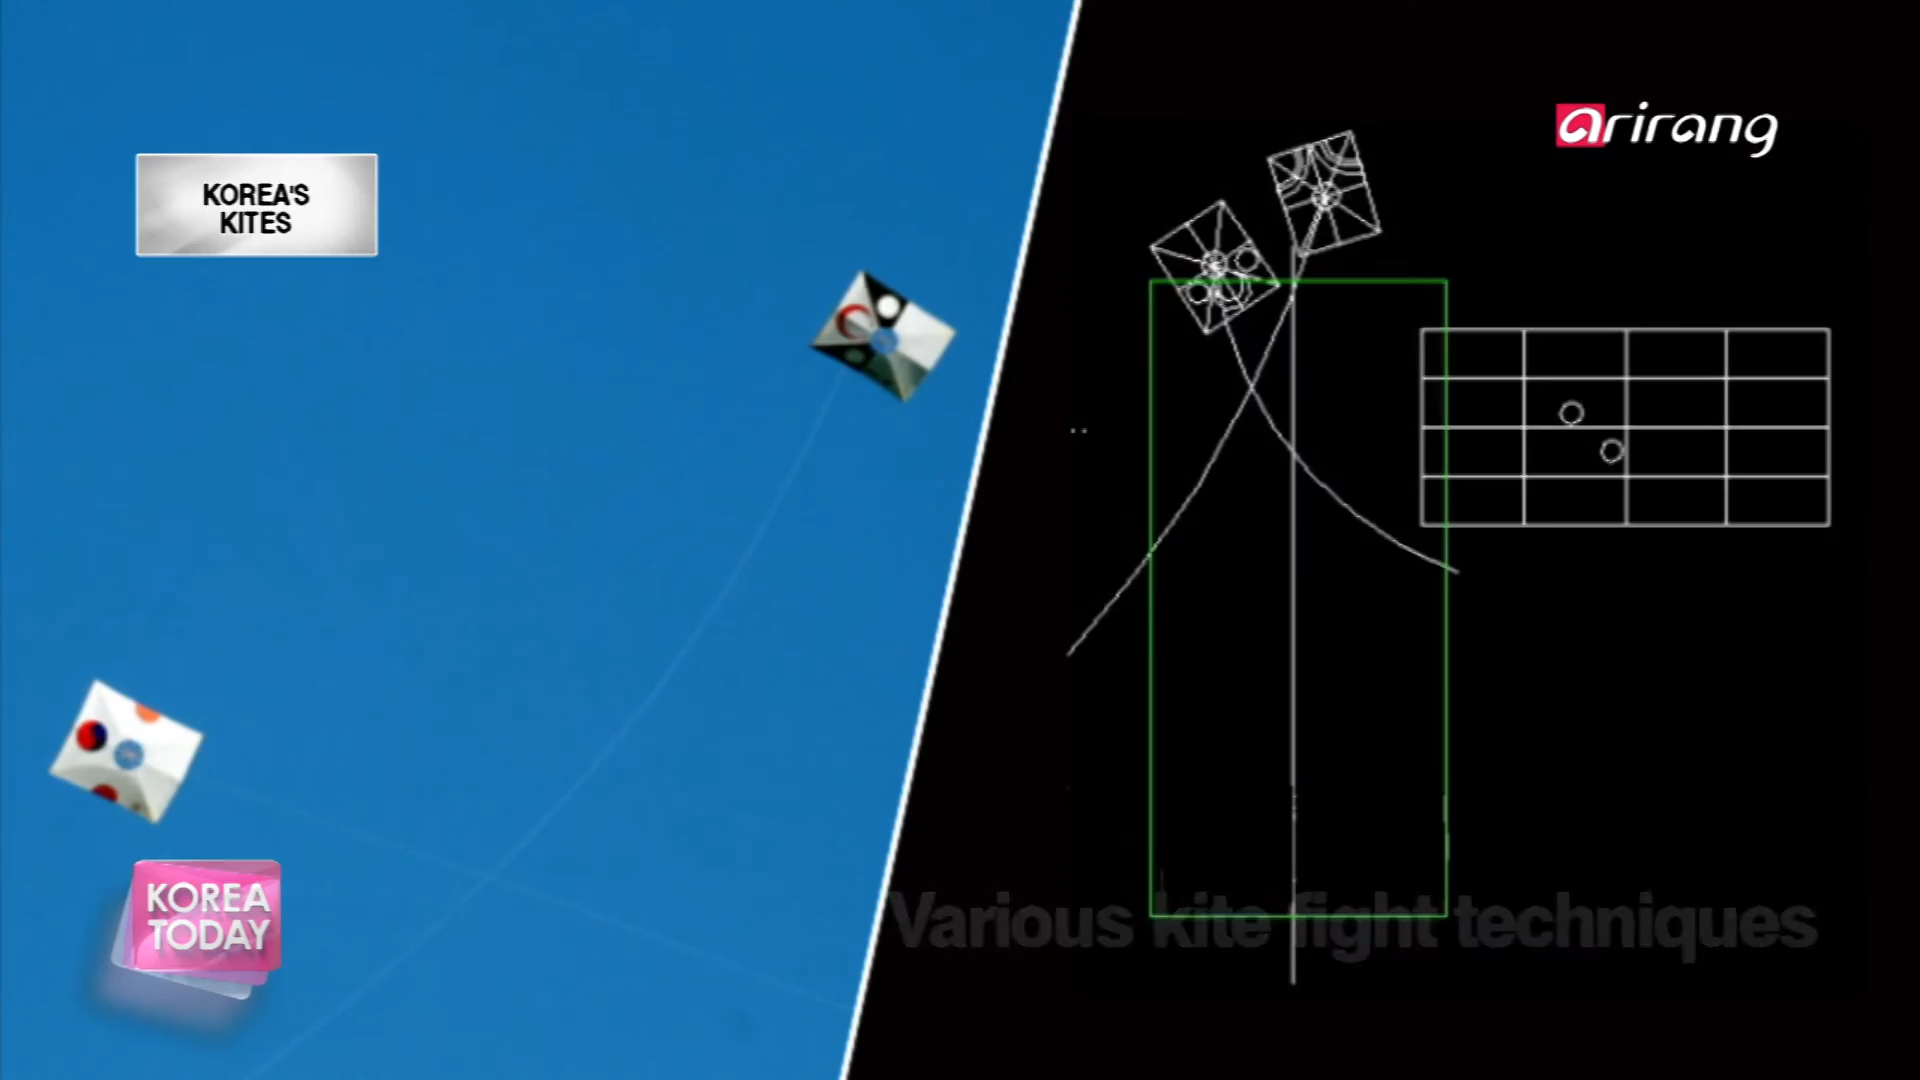 arirang
KOREA'S
KITES
KOREA
TODAY
Various kite fight techniques